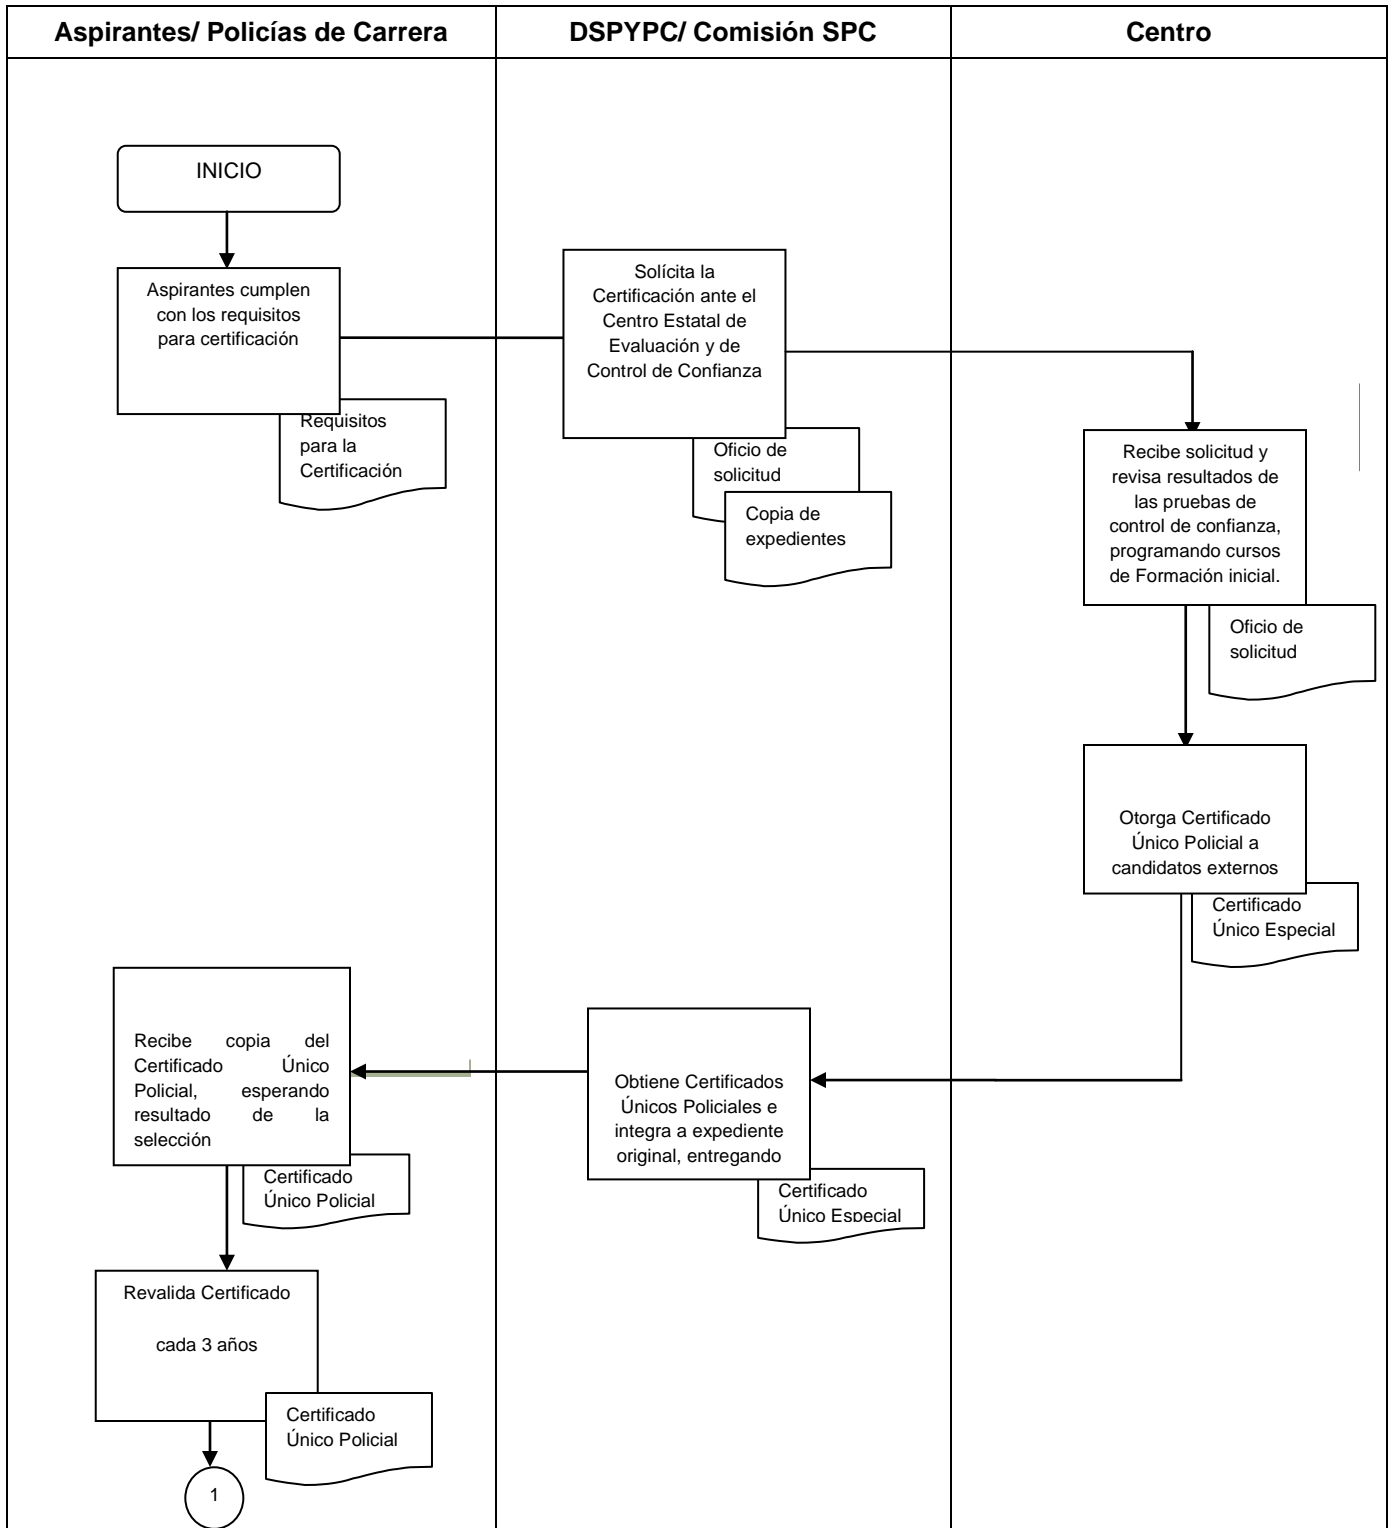 Aspirantes/ Policías de Carrera
DSPYPC/ Comisión SPC
Centro
INICIO
Aspirantes cumplen
con los requisitos
para certificación
Requisitos
para la
Certificación
Solícita la
Certificación ante el
Centro Estatal de
Evaluación y de
Control de Confianza
Oficio de
solicitud
Copia de
expedientes
Recibe solicitud y
revisa resultados de
las pruebas de
control de confianza,
programando cursos
de Formación inicial.
Oficio de
solicitud
Otorga Certificado
Único Policial a
candidatos externos
Certificado
Único Especial
Obtiene Certificados
Únicos Policiales e
integra a expediente
original, entregando
Certificado
Único Especial
Recibe copia del
Certificado Único
Policial, esperando
resultado de la
selección
Certificado
Único Policial
Revalida Certificado
cada 3 años
Certificado
Único Policial
1